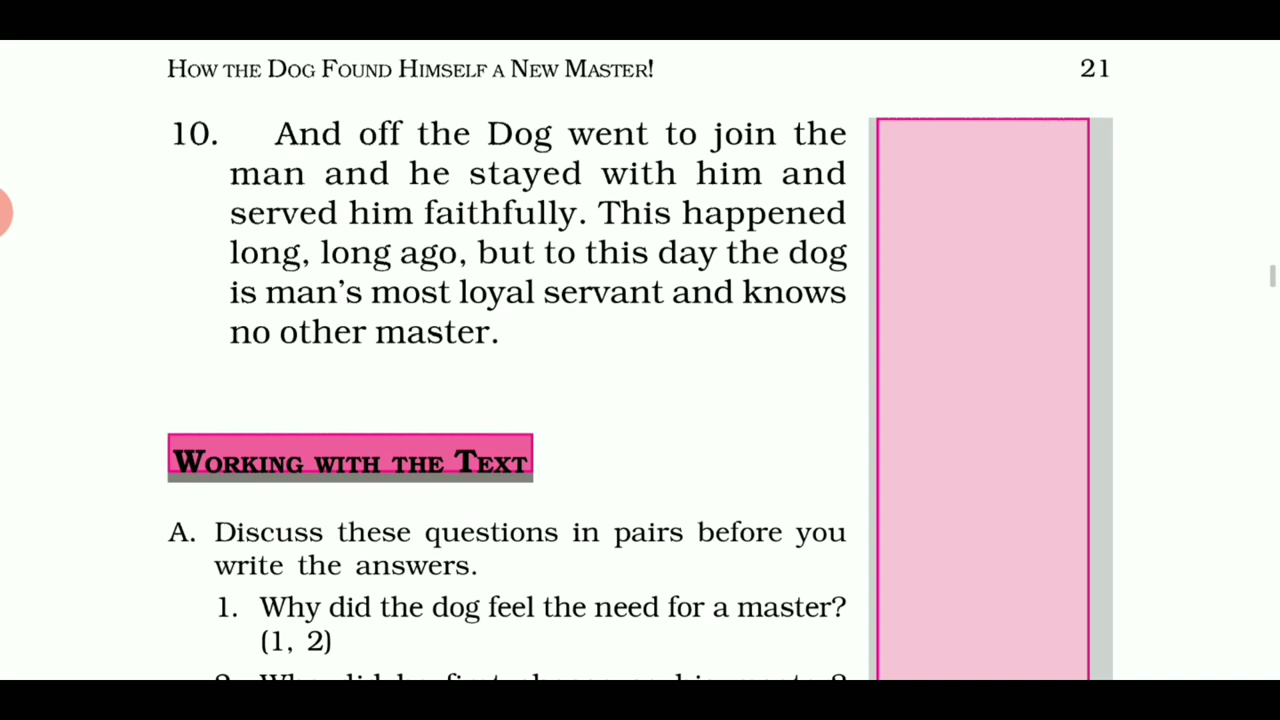 HOW THE DOG FOUND HIMSELF A NEW MASTER! 21
10. And off the Dog went to join the
man and he stayed with him and
served him faithfully. This happened
long, long ago, but to this day the dog
is man's most loyal servant and knows
no other master.
WORKING WITH THE TEXT
A. Discuss these questions in pairs before you
write the answers.
1. Why did the dog feel the need for a master?
(1, 2)